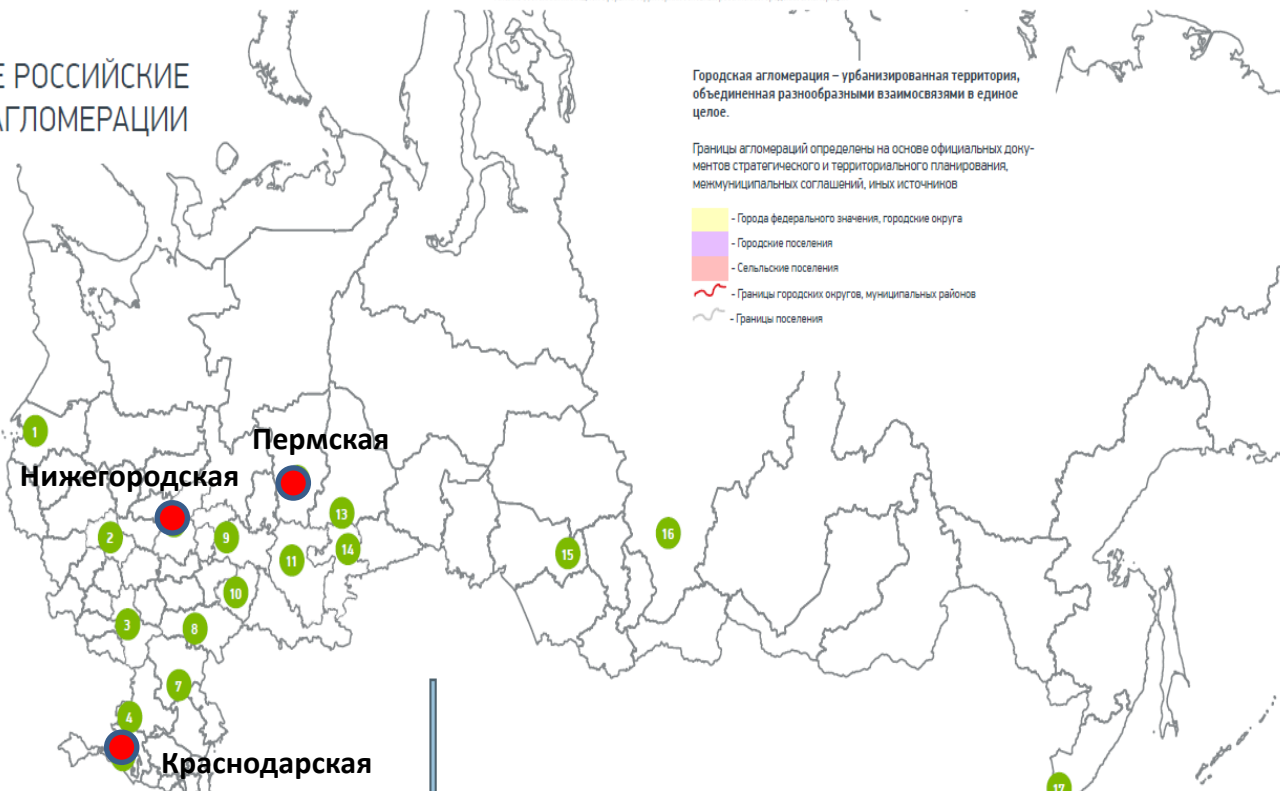 Е РОССИЙСКИЕ
АГЛОМЕРАЦИИ
Городская агломерация – урбанизированная территория,
объединенная разнообразными взаимосвязями в единое
целое.
Границы агломераций определены на основе официальных доку-
ментов стратегического и территориального планирования,
межмуниципальных соглашений, иных источников
- Города федерального значения, городские округа
- Городские поселения
- Сельские поселения
- Границы городских округов, муниципальных районов
- Границы поселения
1
Пермская
Нижегородская
13
2
9
16
14
15
11
10
3
8
7
4
Краснодарская
17